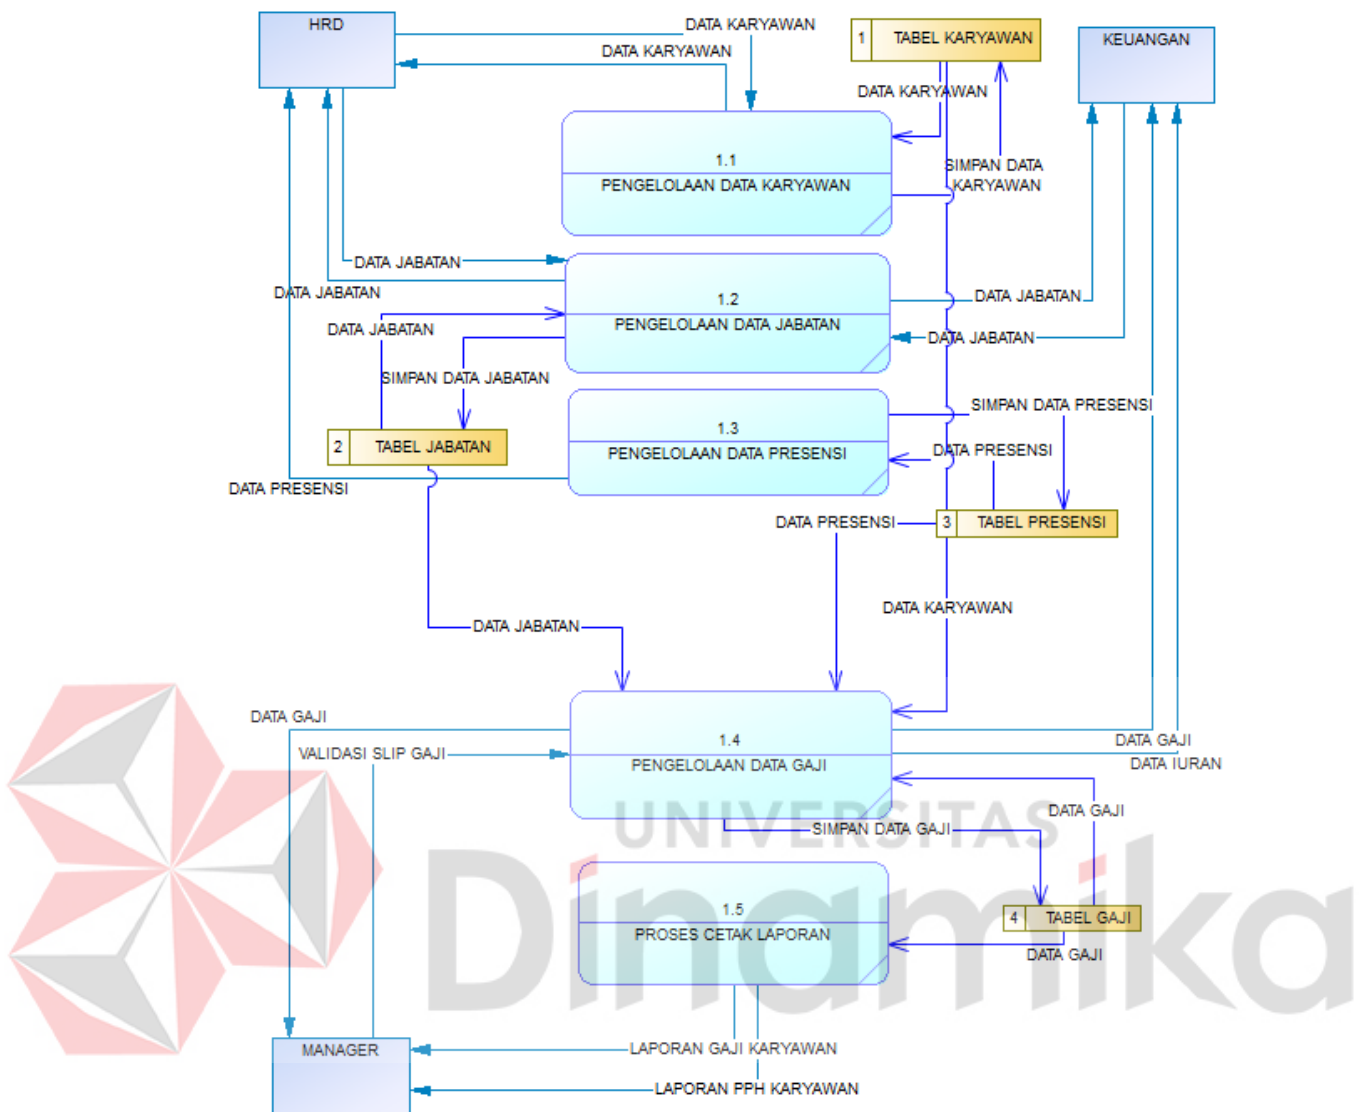 HRD
DATA KARYAWAN
DATA KARYAWAN
1 TABEL KARYAWAN
KEUANGAN
DATA KARYAWAN
1.1
PENGELOLAAN DATA KARYAWAN
SIMPAN DATA
KARYAWAN
DATA JABATAN
DATA JABATAN
1.2
PENGELOLAAN DATA JABATAN
DATA JABATAN
DATA JABATAN
DATA JABATAN
SIMPAN DATA JABATAN
1.3
PENGELOLAAN DATA PRESENSI
SIMPAN DATA PRESENSI
DATA PRESENSI
2 TABEL JABATAN
DATA PRESENSI
DATA PRESENSI
3 TABEL PRESENSI
DATA KARYAWAN
DATA JABATAN
DATA GAJI
VALIDASI SLIP GAJI
1.4
PENGELOLAAN DATA GAJI
DATA GAJI
DATA IURAN
DATA GAJI
SIMPAN DATA GAJI
UNIVERSITAS
Dinamika
1.5
PROSES CETAK LAPORAN
4 TABEL GAJI
DATA GAJI
MANAGER
LAPORAN GAJI KARYAWAN
LAPORAN PPH KARYAWAN